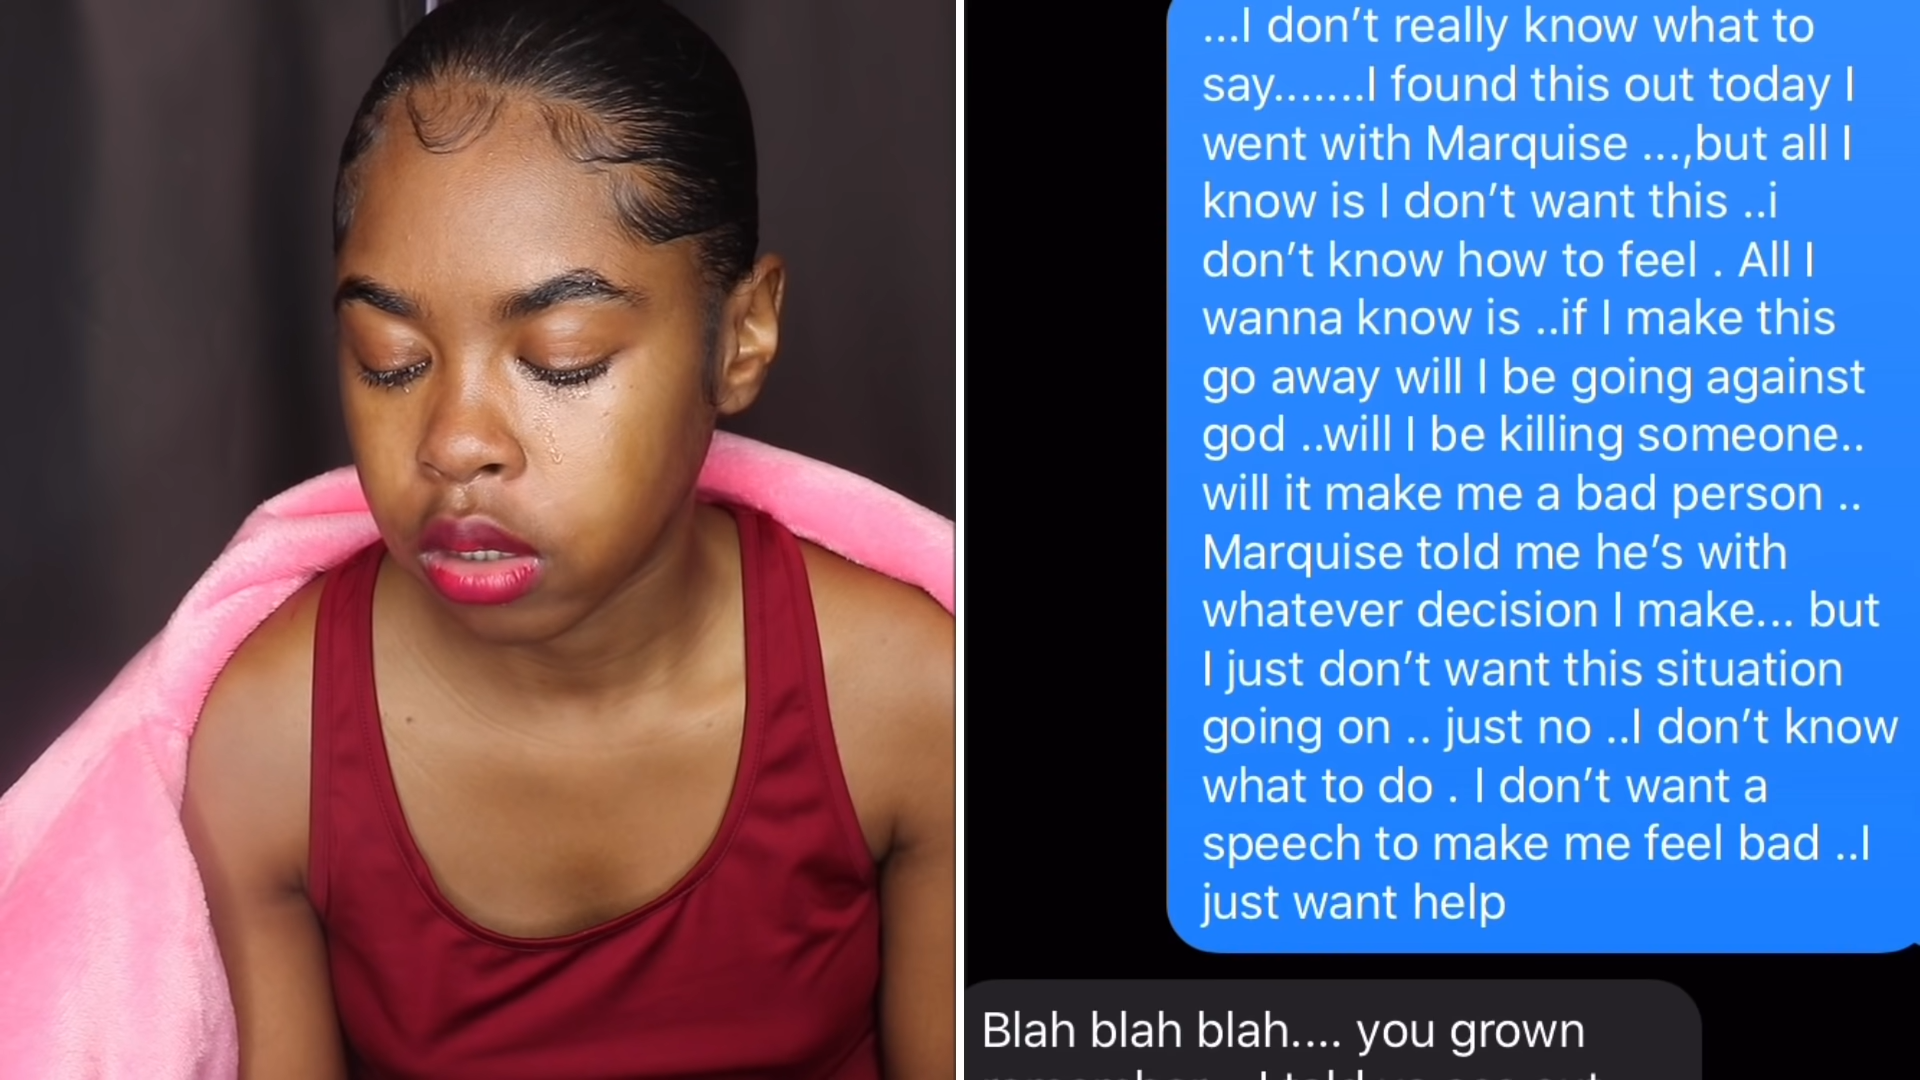 ...I don't really know what to
say.......I found this out today I
went with Marquise ...,but all I
know is I don't want this ..i
don't know how to feel . All I
wanna know is ..if I make this
go away will I be going against
god ..will I be killing someone..
will it make me a bad person ..
Marquise told me he's with
whatever decision I make... but
I just don't want this situation
going on .. just no ..I don't know
what to do . I don't want a
speech to make me feel bad ..I
just want help
Blah blah blah.... you grown